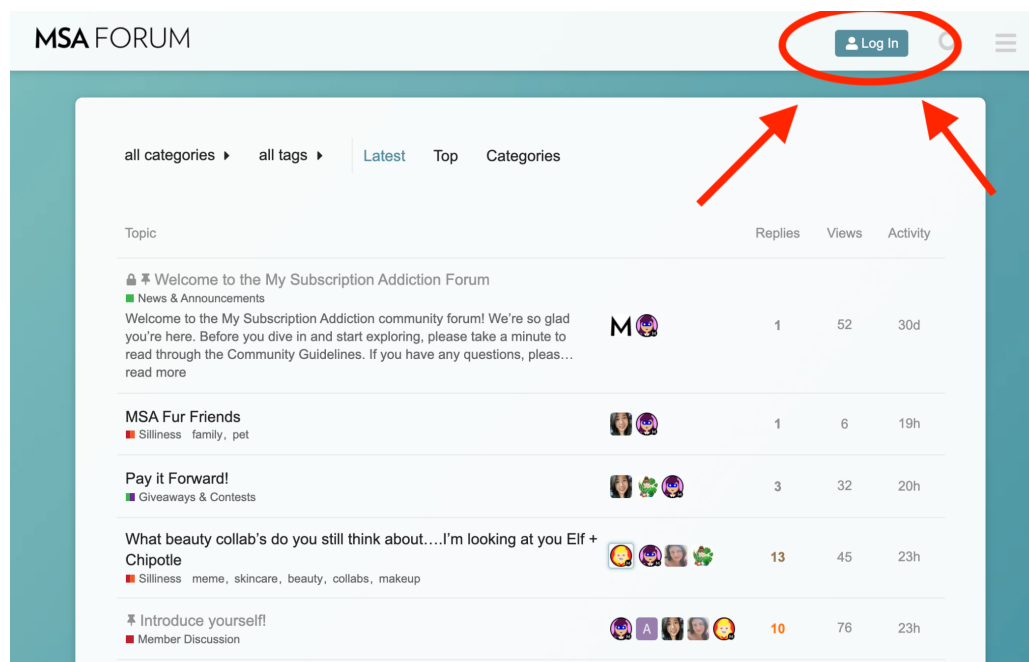 MSA FORUM
Log In
all categories
all tags
Latest
Top
Categories
Topic
Replies
Views
Activity
Welcome to the My Subscription Addiction Forum
News & Announcements
Welcome to the My Subscription Addiction community forum! We're so glad
you're here. Before you dive in and start exploring, please take a minute to
read through the Community Guidelines. If you have any questions, pleas…
read more
M
1
52
30d
MSA Fur Friends
Silliness family, pet
1
6
19h
Pay it Forward!
Giveaways & Contests
3
32
20h
What beauty collab's do you still think about….I'm looking at you Elf +
Chipotle
Silliness meme, skincare, beauty, collabs, makeup
13
45
23h
Introduce yourself!
Member Discussion
A
10
76
23h